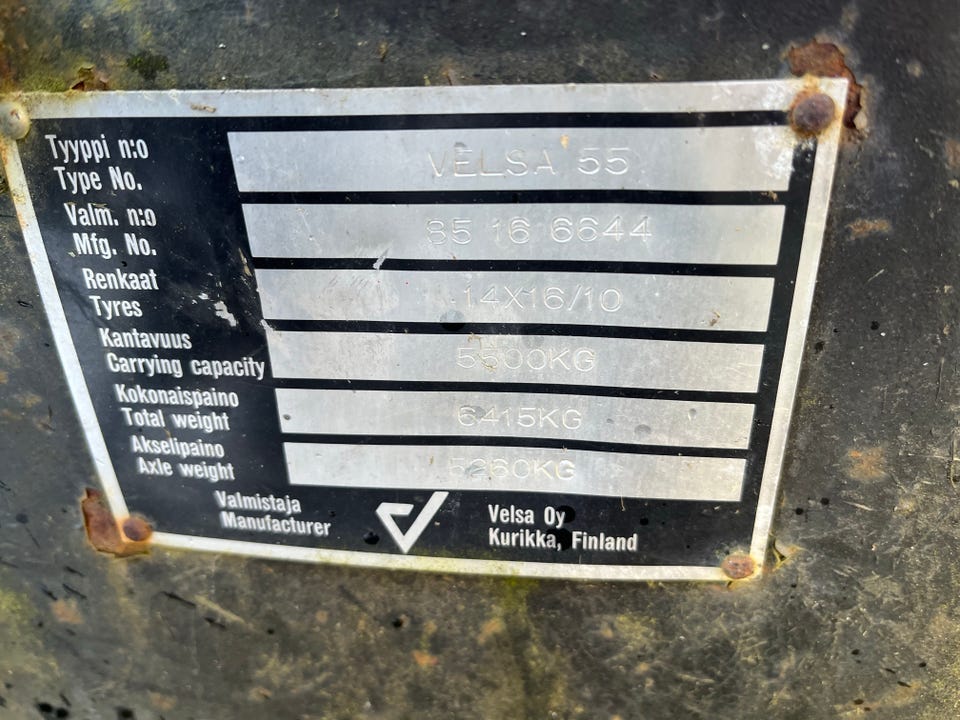 Tyyppi n:o
Type No.
VELSA 55
Valm. n:o
Mfg. No.
85 16 6644
Renkaat
Tyres
14X16/10
Kantavuus
Carrying capacity
5500KG
Kokonaispaino
Total weight
6415KG
Akselipaino
Axle weight
5260KG
Valmistaja
Manufacturer
Velsa Oy
Kurikka, Finland